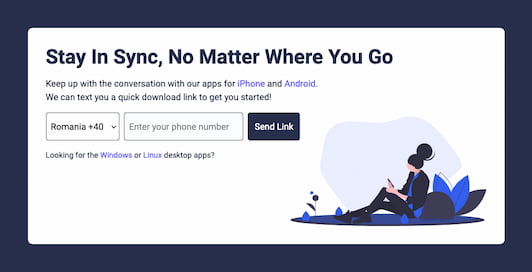 Stay In Sync, No Matter Where You Go
Keep up with the conversation with our apps for iPhone and Android.
We can text you a quick download link to get you started!
Romania +40 Enter your phone number Send Link
Looking for the Windows or Linux desktop apps?